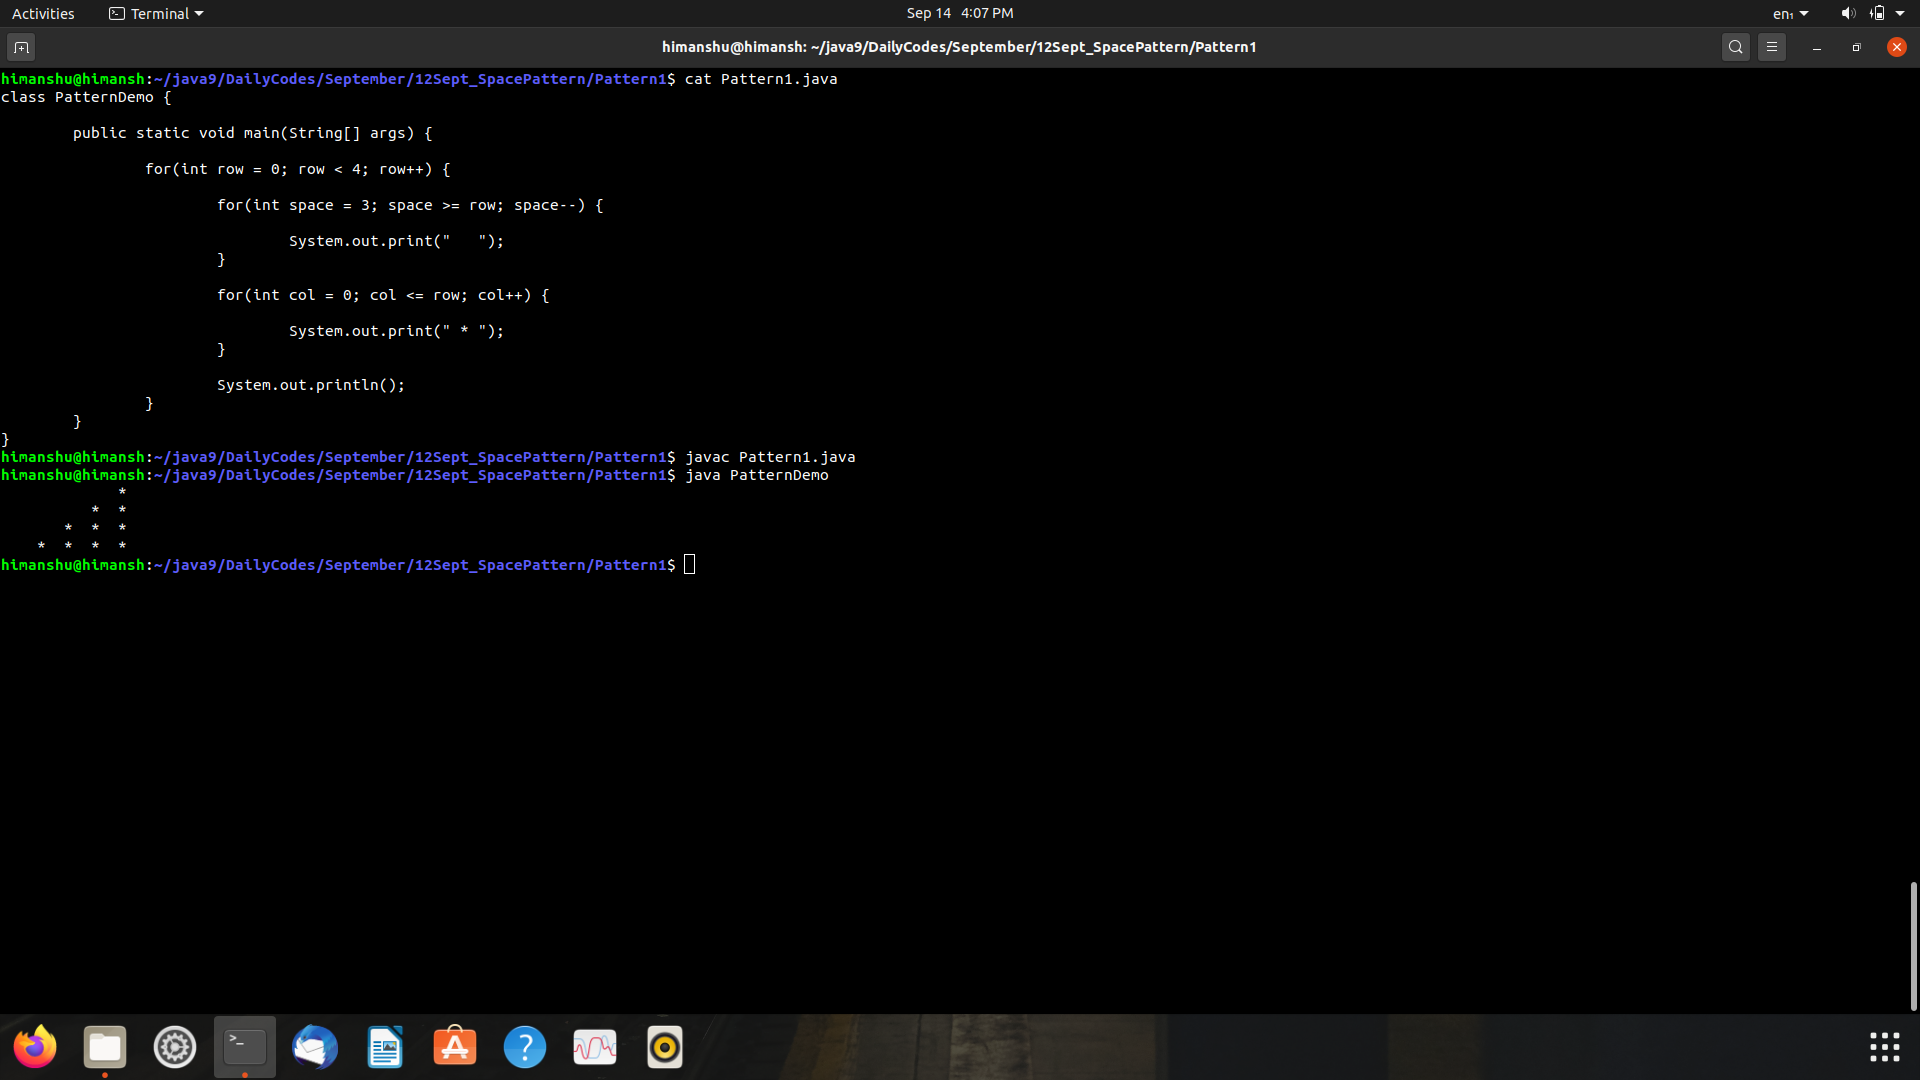 Activities Terminal Sep 14 4:07 PM en₁
himanshu@himansh: ~/java9/DailyCodes/September/12Sept_SpacePattern/Pattern1
himanshu@himansh:~/java9/DailyCodes/September/12Sept_SpacePattern/Pattern1$ cat Pattern1.java
class PatternDemo {
        public static void main(String[] args) {
                for(int row = 0; row < 4; row++) {
                        for(int space = 3; space >= row; space--) {
                                System.out.print("   ");
                        }
                        for(int col = 0; col <= row; col++) {
                                System.out.print(" * ");
                        }
                        System.out.println();
                }
        }
}
himanshu@himansh:~/java9/DailyCodes/September/12Sept_SpacePattern/Pattern1$ javac Pattern1.java
himanshu@himansh:~/java9/DailyCodes/September/12Sept_SpacePattern/Pattern1$ java PatternDemo
             *
          *  *
       *  *  *
    *  *  *  *
himanshu@himansh:~/java9/DailyCodes/September/12Sept_SpacePattern/Pattern1$